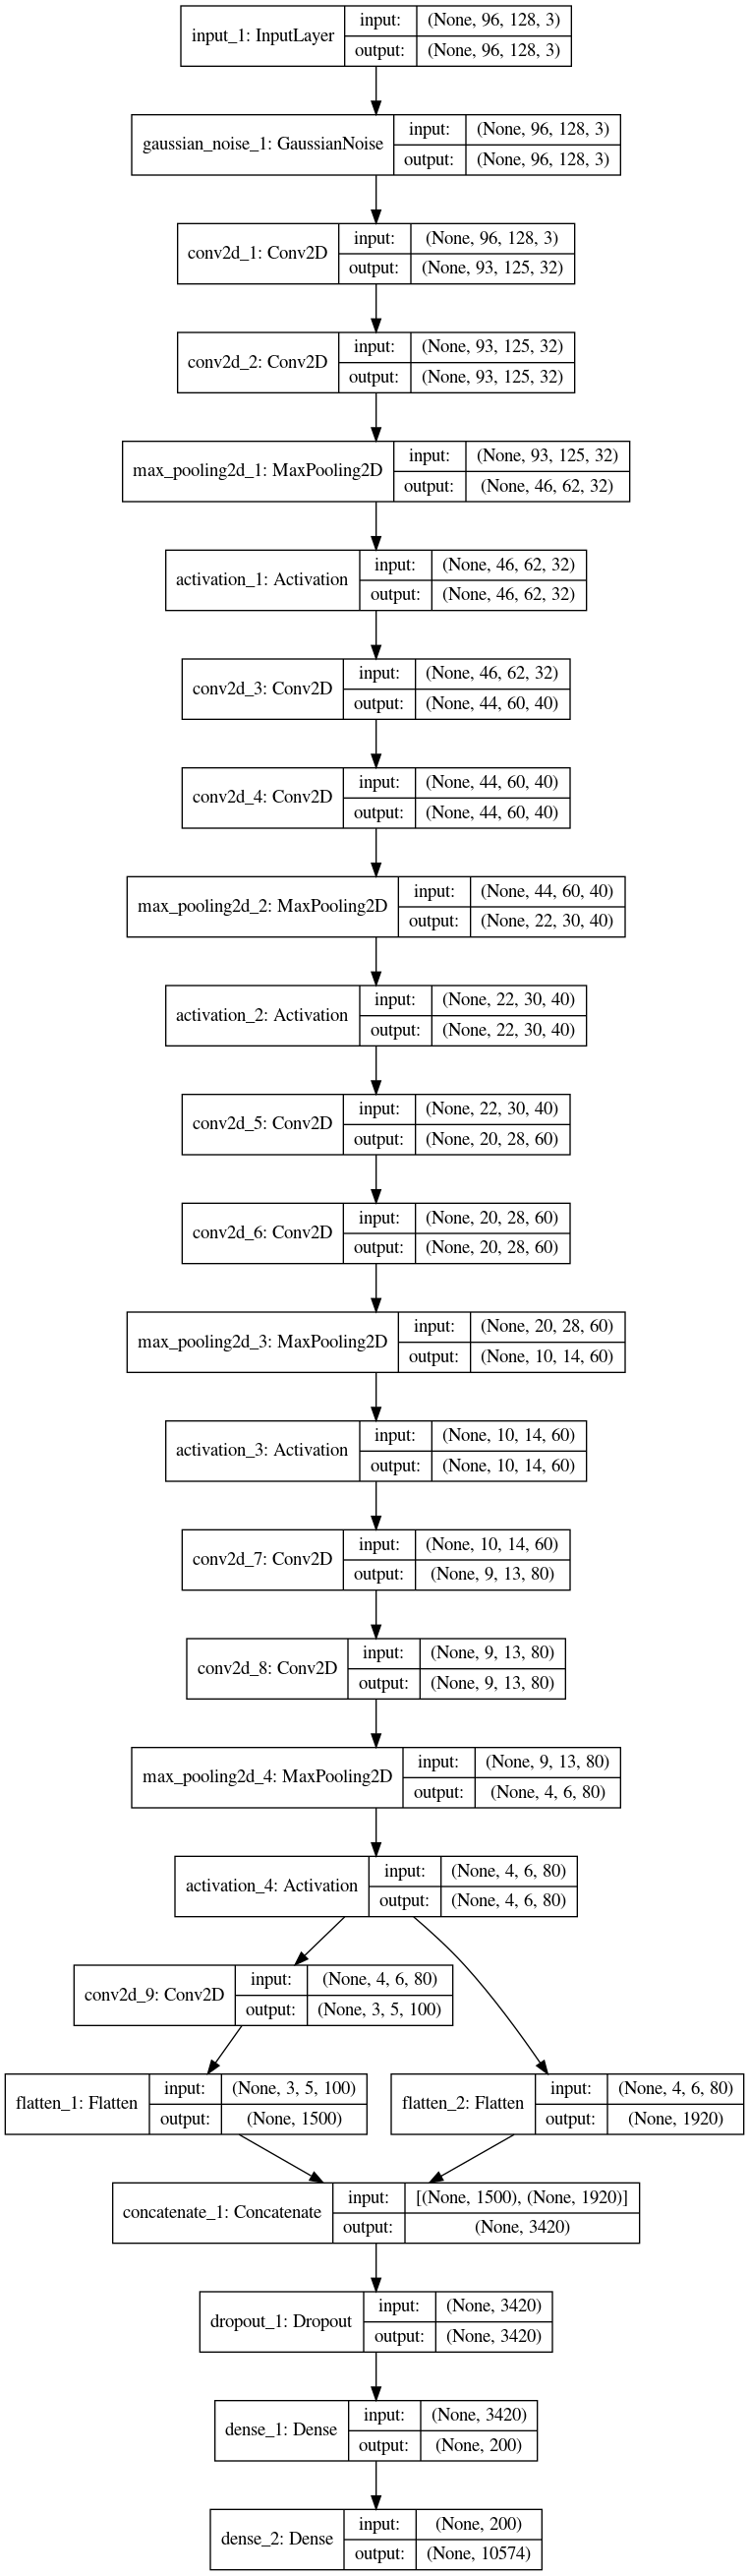 input_1: InputLayer
input: (None, 96, 128, 3)
output: (None, 96, 128, 3)
gaussian_noise_1: GaussianNoise
input: (None, 96, 128, 3)
output: (None, 96, 128, 3)
conv2d_1: Conv2D
input: (None, 96, 128, 3)
output: (None, 93, 125, 32)
conv2d_2: Conv2D
input: (None, 93, 125, 32)
output: (None, 93, 125, 32)
max_pooling2d_1: MaxPooling2D
input: (None, 93, 125, 32)
output: (None, 46, 62, 32)
activation_1: Activation
input: (None, 46, 62, 32)
output: (None, 46, 62, 32)
conv2d_3: Conv2D
input: (None, 46, 62, 32)
output: (None, 44, 60, 40)
conv2d_4: Conv2D
input: (None, 44, 60, 40)
output: (None, 44, 60, 40)
max_pooling2d_2: MaxPooling2D
input: (None, 44, 60, 40)
output: (None, 22, 30, 40)
activation_2: Activation
input: (None, 22, 30, 40)
output: (None, 22, 30, 40)
conv2d_5: Conv2D
input: (None, 22, 30, 40)
output: (None, 20, 28, 60)
conv2d_6: Conv2D
input: (None, 20, 28, 60)
output: (None, 20, 28, 60)
max_pooling2d_3: MaxPooling2D
input: (None, 20, 28, 60)
output: (None, 10, 14, 60)
activation_3: Activation
input: (None, 10, 14, 60)
output: (None, 10, 14, 60)
conv2d_7: Conv2D
input: (None, 10, 14, 60)
output: (None, 9, 13, 80)
conv2d_8: Conv2D
input: (None, 9, 13, 80)
output: (None, 9, 13, 80)
max_pooling2d_4: MaxPooling2D
input: (None, 9, 13, 80)
output: (None, 4, 6, 80)
activation_4: Activation
input: (None, 4, 6, 80)
output: (None, 4, 6, 80)
conv2d_9: Conv2D
input: (None, 4, 6, 80)
output: (None, 3, 5, 100)
flatten_1: Flatten
input: (None, 3, 5, 100)
output: (None, 1500)
flatten_2: Flatten
input: (None, 4, 6, 80)
output: (None, 1920)
concatenate_1: Concatenate
input: [(None, 1500), (None, 1920)]
output: (None, 3420)
dropout_1: Dropout
input: (None, 3420)
output: (None, 3420)
dense_1: Dense
input: (None, 3420)
output: (None, 200)
dense_2: Dense
input: (None, 200)
output: (None, 10574)